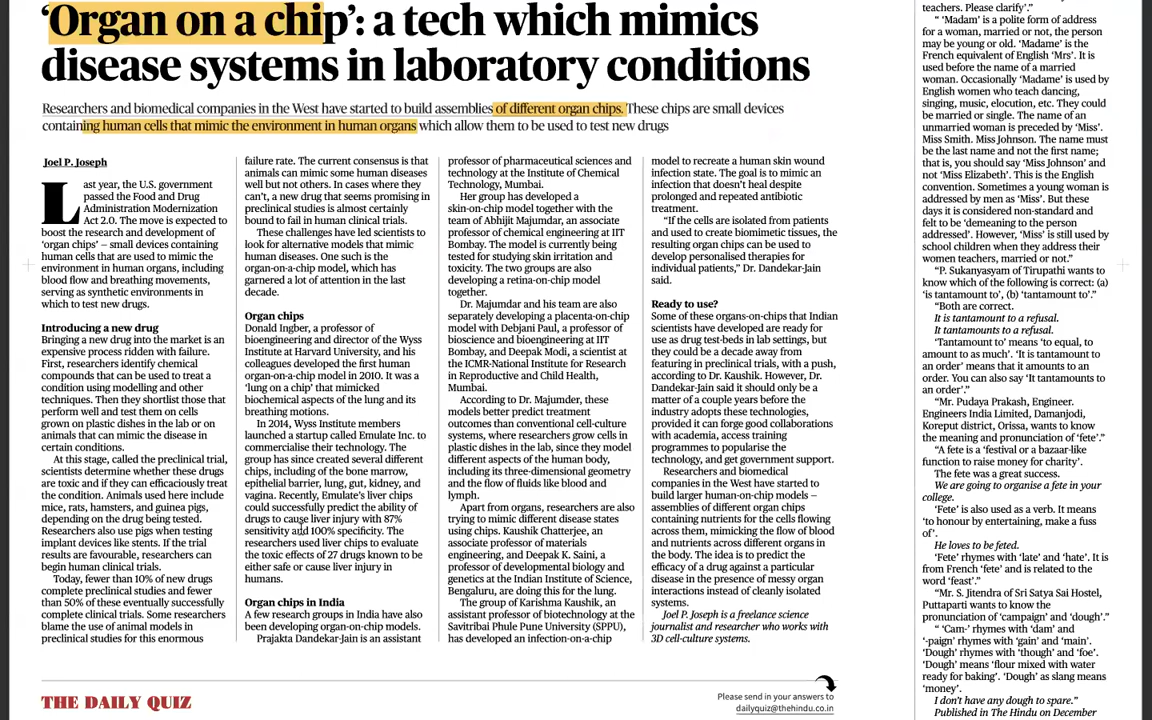 ‘Organ on a chip’: a tech which mimics
disease systems in laboratory conditions
Researchers and biomedical companies in the West have started to build assemblies of different organ chips. These chips are small devices
containing human cells that mimic the environment in human organs which allow them to be used to test new drugs
Joel P. Joseph
Last year, the U.S. government
passed the Food and Drug
Administration Modernization
Act 2.0. The move is expected to
boost the research and development of
‘organ chips’ — small devices containing
human cells that are used to mimic the
environment in human organs, including
blood flow and breathing movements,
serving as synthetic environments in
which to test new drugs.
Introducing a new drug
Bringing a new drug into the market is an
expensive process ridden with failure.
First, researchers identify chemical
compounds that can be used to treat a
condition using modelling and other
techniques. Then they shortlist those that
perform well and test them on cells
grown on plastic dishes in the lab or on
animals that can mimic the disease in
certain conditions.
At this stage, called the preclinical trial,
scientists determine whether these drugs
are toxic and if they can efficaciously treat
the condition. Animals used here include
mice, rats, hamsters, and guinea pigs,
depending on the drug being tested.
Researchers also use pigs when testing
implant devices like stents. If the trial
results are favourable, researchers can
begin human clinical trials.
Today, fewer than 10% of new drugs
complete preclinical studies and fewer
than 50% of these eventually successfully
complete clinical trials. Some researchers
blame the use of animal models in
preclinical studies for this enormous
failure rate. The current consensus is that
animals can mimic some human diseases
well but not others. In cases where they
can’t, a new drug that seems promising in
preclinical studies is almost certainly
bound to fail in human clinical trials.
These challenges have led scientists to
look for alternative models that mimic
human diseases. One such is the
organ-on-a-chip model, which has
garnered a lot of attention in the last
decade.
Organ chips
Donald Ingber, a professor of
bioengineering and director of the Wyss
Institute at Harvard University, and his
colleagues developed the first human
organ-on-a-chip model in 2010. It was a
‘lung on a chip’ that mimicked
biochemical aspects of the lung and its
breathing motions.
In 2014, Wyss Institute members
launched a startup called Emulate Inc. to
commercialise their technology. The
group has since created several different
chips, including of the bone marrow,
epithelial barrier, lung, gut, kidney, and
vagina. Recently, Emulate’s liver chips
could successfully predict the ability of
drugs to cause liver injury with 87%
sensitivity and 100% specificity. The
researchers used liver chips to evaluate
the toxic effects of 27 drugs known to be
either safe or cause liver injury in
humans.
Organ chips in India
A few research groups in India have also
been developing organ-on-chip models.
Prajakta Dandekar-Jain is an assistant
professor of pharmaceutical sciences and
technology at the Institute of Chemical
Technology, Mumbai.
Her group has developed a
skin-on-chip model together with the
team of Abhijit Majumdar, an associate
professor of chemical engineering at IIT
Bombay. The model is currently being
tested for studying skin irritation and
toxicity. The two groups are also
developing a retina-on-chip model
together.
Dr. Majumdar and his team are also
separately developing a placenta-on-chip
model with Debjani Paul, a professor of
bioscience and bioengineering at IIT
Bombay, and Deepak Modi, a scientist at
the ICMR-National Institute for Research
in Reproductive and Child Health,
Mumbai.
According to Dr. Majumder, these
models better predict treatment
outcomes than conventional cell-culture
systems, where researchers grow cells in
plastic dishes in the lab, since they model
different aspects of the human body,
including its three-dimensional geometry
and the flow of fluids like blood and
lymph.
Apart from organs, researchers are also
trying to mimic different disease states
using chips. Kaushik Chatterjee, an
associate professor of materials
engineering, and Deepak K. Saini, a
professor of developmental biology and
genetics at the Indian Institute of Science,
Bengaluru, are doing this for the lung.
The group of Karishma Kaushik, an
assistant professor of biotechnology at the
Savitribai Phule Pune University (SPPU),
has developed an infection-on-a-chip
model to recreate a human skin wound
infection state. The goal is to mimic an
infection that doesn’t heal despite
prolonged and repeated antibiotic
treatment.
“If the cells are isolated from patients
and used to create biomimetic tissues, the
resulting organ chips can be used to
develop personalised therapies for
individual patients,” Dr. Dandekar-Jain
said.
Ready to use?
Some of these organs-on-chips that Indian
scientists have developed are ready for
use as drug test-beds in lab settings, but
they could be a decade away from
featuring in preclinical trials, with a push,
according to Dr. Kaushik. However, Dr.
Dandekar-Jain said it should only be a
matter of a couple years before the
industry adopts these technologies,
provided it can forge good collaborations
with academia, access training
programmes to popularise the
technology, and get government support.
Researchers and biomedical
companies in the West have started to
build larger human-on-chip models —
assemblies of different organ chips
containing nutrients for the cells flowing
across them, mimicking the flow of blood
and nutrients across different organs in
the body. The idea is to predict the
efficacy of a drug against a particular
disease in the presence of messy organ
interactions instead of cleanly isolated
systems.
Joel P. Joseph is a freelance science
journalist and researcher who works with
3D cell-culture systems.
THE DAILY QUIZ
Please send in your answers to
dailyquiz@thehindu.co.in
teachers. Please clarify’.”
“ ‘Madam’ is a polite form of address
for a woman, married or not, the person
may be young or old. ‘Madame’ is the
French equivalent of English ‘Mrs’. It is
used before the name of a married
woman. Occasionally ‘Madame’ is used by
English women who teach dancing,
singing, music, elocution, etc. They could
be married or single. The name of an
unmarried woman is preceded by ‘Miss’.
Miss Smith. Miss Johnson. The name must
be the last name and not the first name;
that is, you should say ‘Miss Johnson’ and
not ‘Miss Elizabeth’. This is the English
convention. Sometimes a young woman is
addressed by men as ‘Miss’. But these
days it is considered non-standard and
felt to be ‘demeaning to the person
addressed’. However, ‘Miss’ is still used by
school children when they address their
women teachers, married or not.”
“P. Sukanyasyam of Tirupathi wants to
know which of the following is correct: (a)
‘is tantamount to’, (b) ‘tantamount to’.”
“Both are correct.
It is tantamount to a refusal.
It tantamounts to a refusal.
‘Tantamount to’ means ‘to equal, to
amount to as much’. ‘It is tantamount to
an order’ means that it amounts to an
order. You can also say ‘It tantamounts to
an order’.”
“Mr. Pudaya Prakash, Engineer.
Engineers India Limited, Damanjodi,
Koreput district, Orissa, wants to know
the meaning and pronunciation of ‘fete’.”
“A fete is a ‘festival or a bazaar-like
function to raise money for charity’.
The fete was a great success.
We are going to organise a fete in your
college.
‘Fete’ is also used as a verb. It means
‘to honour by entertaining, make a fuss
of’.
He loves to be feted.
‘Fete’ rhymes with ‘late’ and ‘hate’. It is
from French ‘fete’ and is related to the
word ‘feast’.”
“Mr. S. Jitendra of Sri Satya Sai Hostel,
Puttaparti wants to know the
pronunciation of ‘campaign’ and ‘dough’.”
“ ‘Cam-’ rhymes with ‘dam’ and
‘-paign’ rhymes with ‘gain’ and ‘main’.
‘Dough’ rhymes with ‘though’ and ‘foe’.
‘Dough’ means ‘flour mixed with water
ready for baking’. ‘Dough’ as slang means
‘money’.
I don’t have any dough to spare.”
Published in The Hindu on December